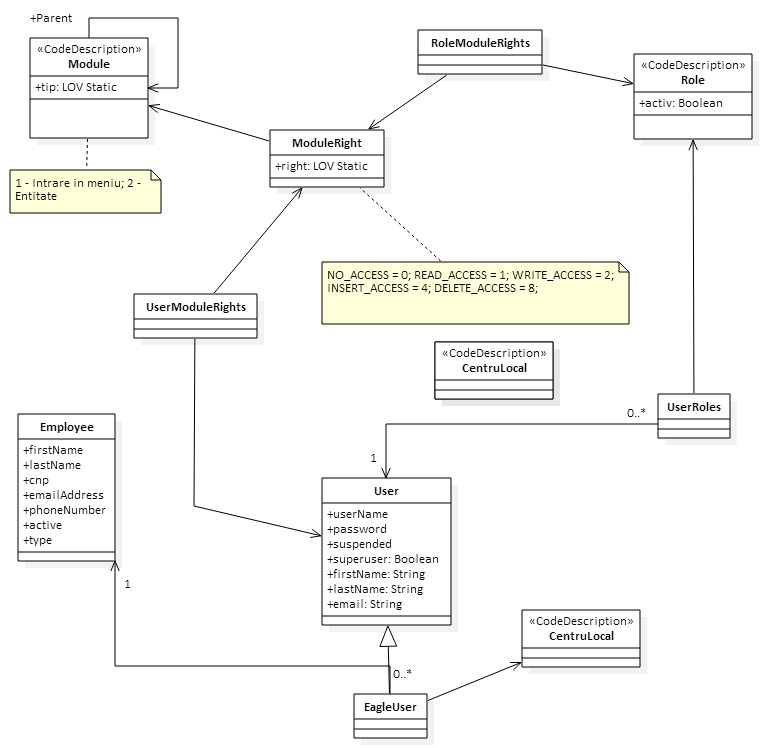 +Parent
«CodeDescription»
Module
+tip: LOV Static
1 - Intrare in meniu; 2 -
Entitate
RoleModuleRights
«CodeDescription»
Role
+activ: Boolean
ModuleRight
+right: LOV Static
NO_ACCESS = 0; READ_ACCESS = 1; WRITE_ACCESS = 2;
INSERT_ACCESS = 4; DELETE_ACCESS = 8;
UserModuleRights
«CodeDescription»
CentruLocal
UserRoles
0..*
1
Employee
+firstName
+lastName
+cnp
+emailAddress
+phoneNumber
+active
+type
1
User
+userName
+password
+suspended
+superuser: Boolean
+firstName: String
+lastName: String
+email: String
«CodeDescription»
CentruLocal
0..*
EagleUser